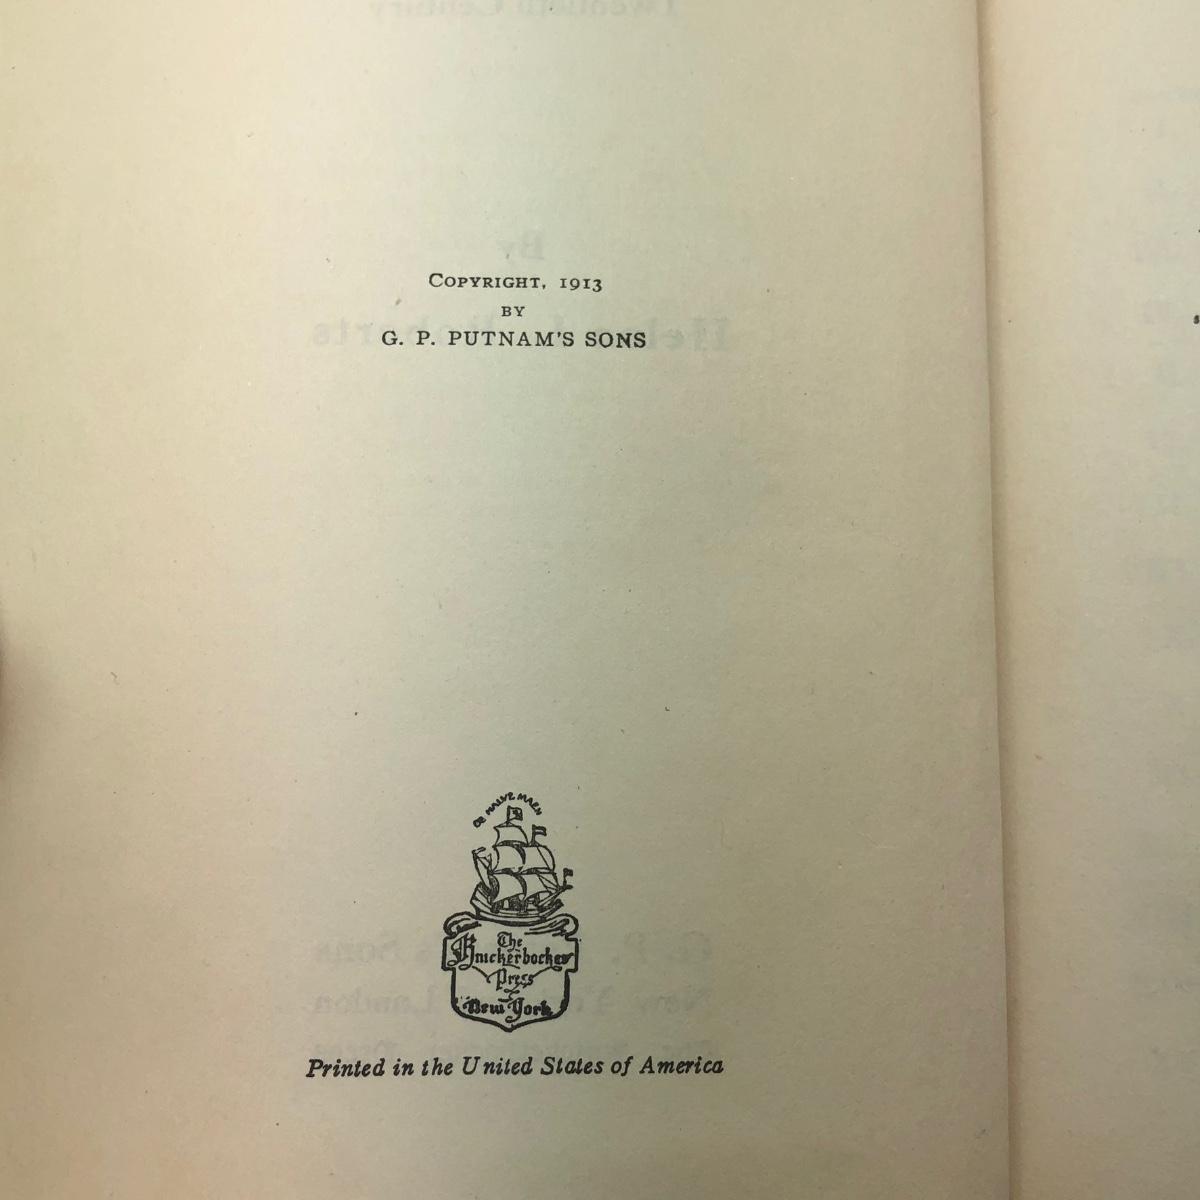 COPYRIGHT, 1913
BY
G. P. PUTNAM'S SONS
The
Knickerbocker
Press
New York
Printed in the United States of America